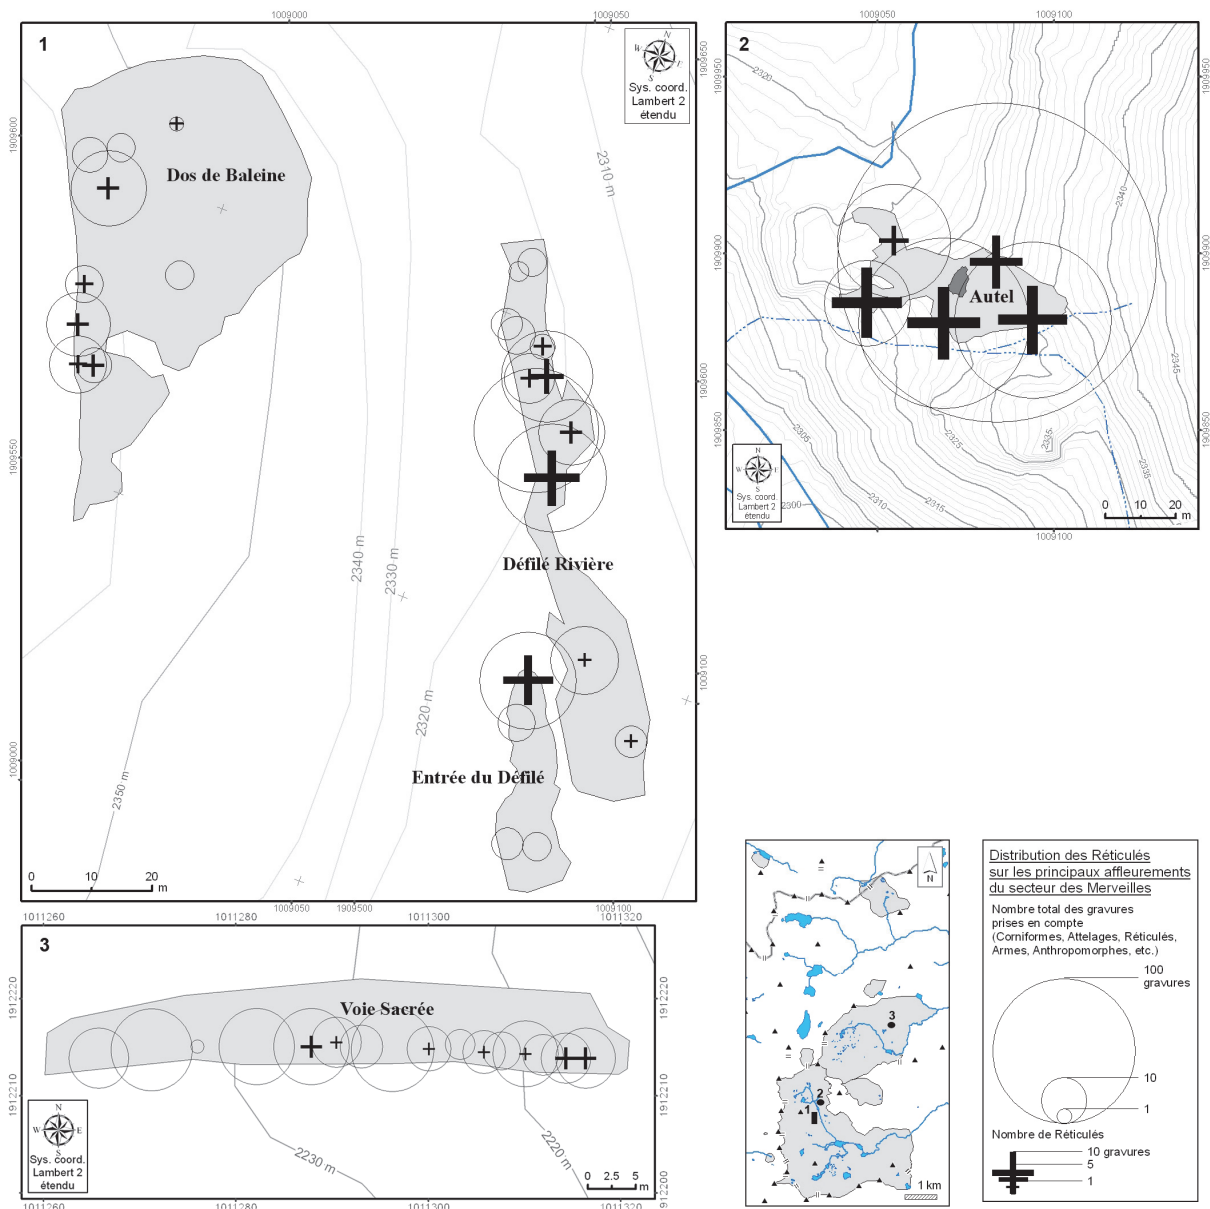 1009000
1009050
1
N
W
E
S
Sys. coord.
Lambert 2
étendu
1909650
1909600
2310 m
Dos de Baleine
1909600
1909550
2340 m
2330 m
Défilé Rivière
2320 m
1009100
1009000
Entrée du Défilé
2350 m
0 10 20
m
1011260
1011280
1009050
1909500
1011300
1009100
1011320
2
1009050
1009100
1909950
1909950
2320
2340
1909900
1909900
Autel
2345
1909850
1909850
2305
2325
2335
2335
2310
2315
2300
N
W
E
S
Sys. coord.
Lambert 2
étendu
0 10 20
m
1009100
3
1912220
1912220
Voie Sacrée
1912210
1912210
N
W
E
S
Sys. coord.
Lambert 2
étendu
2230 m
2220 m
0 2.5 5
m
1912200
1011260
1011280
1011300
1011320
N
3
2
1
1 km
Distribution des Réticulés
sur les principaux affleurements
du secteur des Merveilles
Nombre total des gravures
prises en compte
(Corniformes, Attelages, Réticulés,
Armes, Anthropomorphes, etc.)
100
gravures
10
1
Nombre de Réticulés
10 gravures
5
1